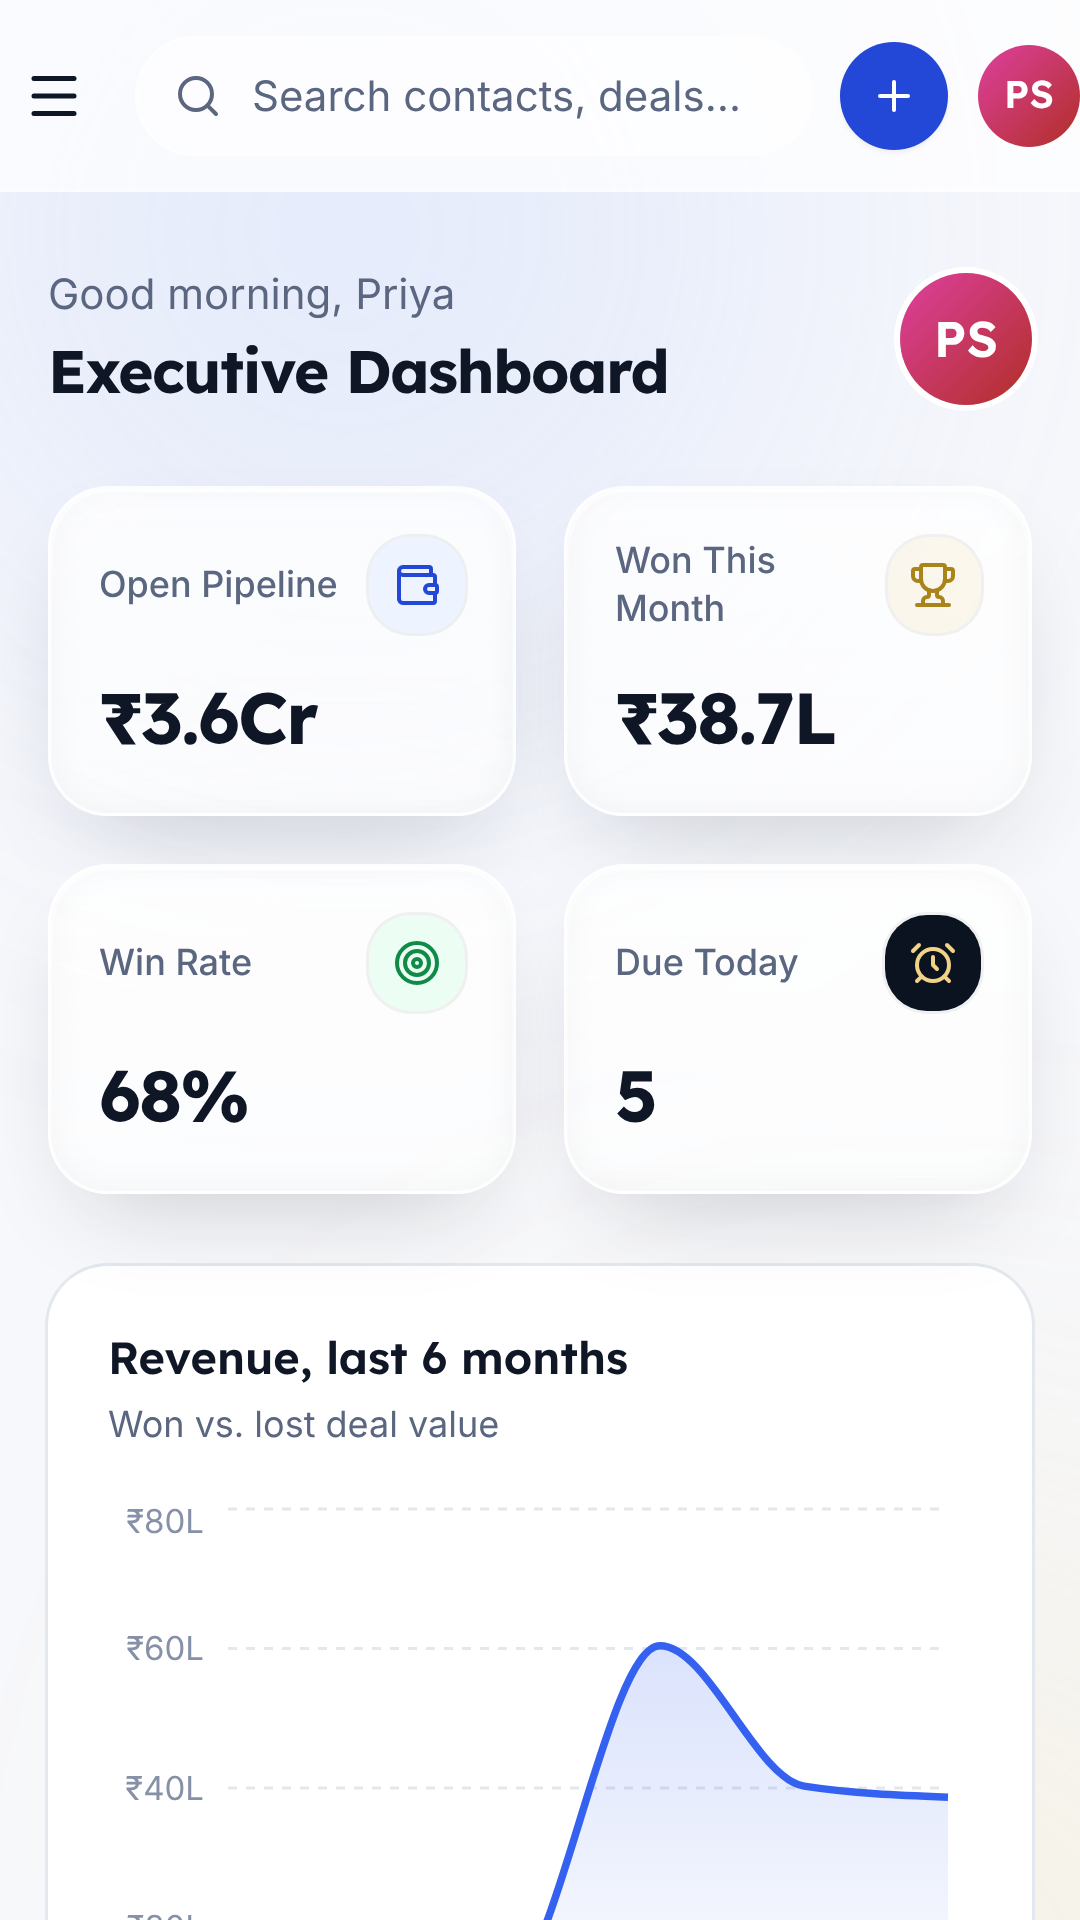 Search contacts, deals...
PS
Good morning, Priya
Executive Dashboard
PS
Open Pipeline
₹3.6Cr
Won This
Month
₹38.7L
Win Rate
68%
Due Today
5
Revenue, last 6 months
Won vs. lost deal value
₹80L
₹60L
₹40L